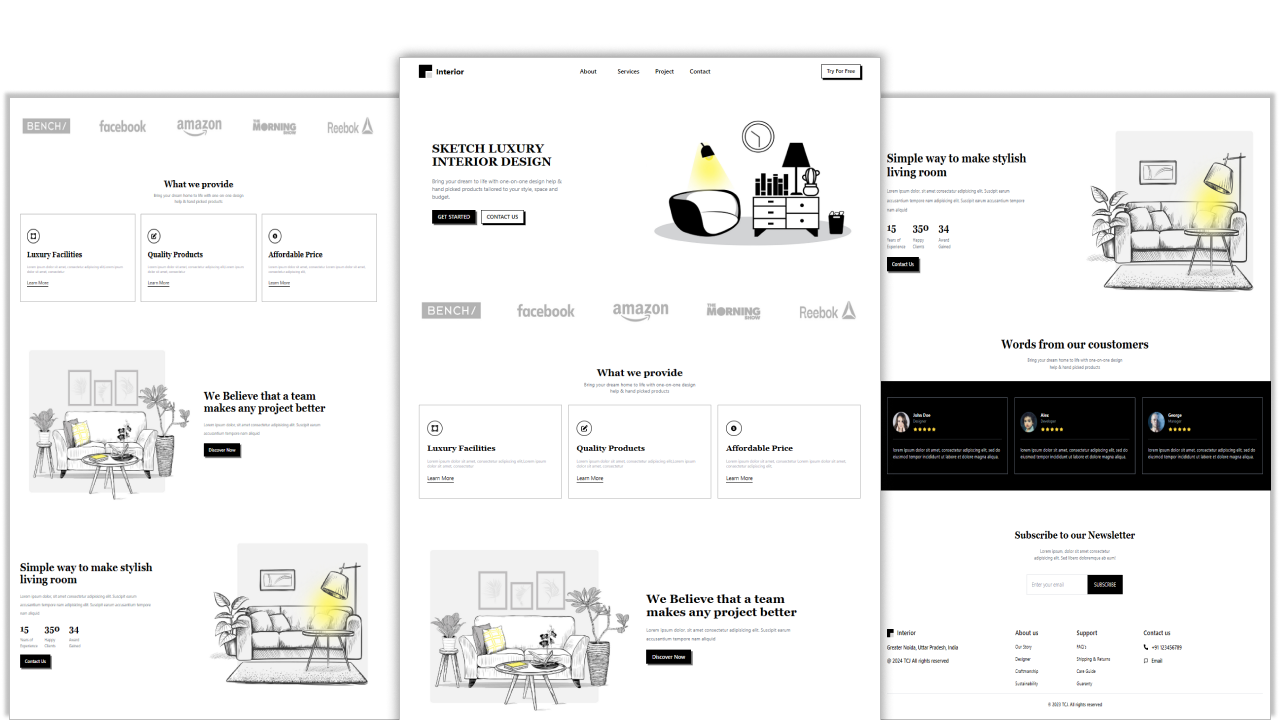 BENCH/
facebook
amazon
THE MORNING SHOW
Reebok
What we provide
Bring your dream home to life with one-on-one design
help & hand picked products
Luxury Facilities
Lorem ipsum dolor sit amet, consectetur adipiscing elit.Lorem ipsum
dolor sit amet, consectetur
Learn More
Quality Products
Lorem ipsum dolor sit amet, consectetur adipiscing elit.Lorem ipsum
dolor sit amet, consectetur
Learn More
Affordable Price
Lorem ipsum dolor sit amet, consectetur adipiscing elit.Lorem ipsum dolor sit amet,
consectetur adipiscing elit.
Learn More
We Believe that a team
makes any project better
Lorem ipsum dolor, sit amet consectetur adipisicing elit. Suscipit earum
accusantium tempore nam aliquid
Discover Now
Simple way to make stylish
living room
Lorem ipsum dolor, sit amet consectetur adipisicing elit. Suscipit earum
accusantium tempore nam adipisicing elit. Suscipit earum accusantium tempore
nam aliquid
15
350
34
Years of
Experience
Happy
Clients
Award
Gained
Contact Us
Interior
About
Services
Project
Contact
Try For Free
SKETCH LUXURY
INTERIOR DESIGN
Bring your dream to life with one-on-one design help &
hand picked products tailored to your style, space and
budget.
GET STARTED
CONTACT US
BENCH/
facebook
amazon
THE MORNING SHOW
Reebok
What we provide
Bring your dream home to life with one-on-one design
help & hand picked products
Luxury Facilities
Lorem ipsum dolor sit amet, consectetur adipiscing elit.Lorem ipsum
dolor sit amet, consectetur
Learn More
Quality Products
Lorem ipsum dolor sit amet, consectetur adipiscing elit.Lorem ipsum
dolor sit amet, consectetur
Learn More
Affordable Price
Lorem ipsum dolor sit amet, consectetur adipiscing elit.Lorem ipsum dolor sit amet,
consectetur adipiscing elit.
Learn More
We Believe that a team
makes any project better
Lorem ipsum dolor, sit amet consectetur adipisicing elit. Suscipit earum
accusantium tempore nam aliquid
Discover Now
Simple way to make stylish
living room
Lorem ipsum dolor, sit amet consectetur adipisicing elit. Suscipit earum
accusantium tempore nam adipisicing elit. Suscipit earum accusantium tempore
nam aliquid
15
350
34
Years of
Experience
Happy
Clients
Award
Gained
Contact Us
Words from our coustomers
Bring your dream home to life with one-on-one design
help & hand picked products
John Doe
Designer
lorem ipsum dolor sit amet, consectetur adipiscing elit, sed do
eiusmod tempor incididunt ut labore et dolore magna aliqua.
Alex
Developer
lorem ipsum dolor sit amet, consectetur adipiscing elit, sed do
eiusmod tempor incididunt ut labore et dolore magna aliqua.
George
Manager
lorem ipsum dolor sit amet, consectetur adipiscing elit, sed do
eiusmod tempor incididunt ut labore et dolore magna aliqua.
Subscribe to our Newsletter
Lorem ipsum, dolor sit amet consectetur
adipisicing elit. Sed libero doloremque ab sum!
Enter your email
SUBSCRIBE
Interior
Greater Noida, Uttar Pradesh, India
@ 2024 TCJ All rights reserved
About us
Our Story
Designer
Craftmanship
Sustainability
Support
FAQ's
Shipping & Returns
Care Guide
Guaranty
Contact us
+91 123456789
Email
© 2023 TCJ. All rights reserved